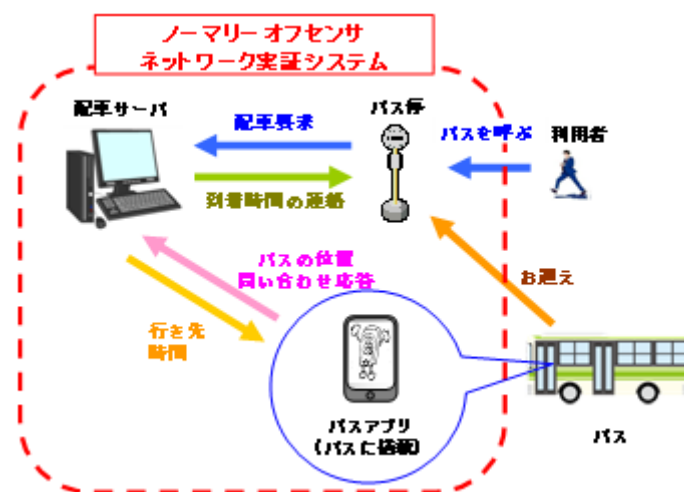 ノーマリーオフセンサ
ネットワーク実証システム
配車サーバ
バス停
配車要求
バスを呼ぶ
利用者
到着時間の連絡
バスの位置
問い合わせ応答
お迎え
行き先
時間
バスアプリ
(バスに搭載)
バス